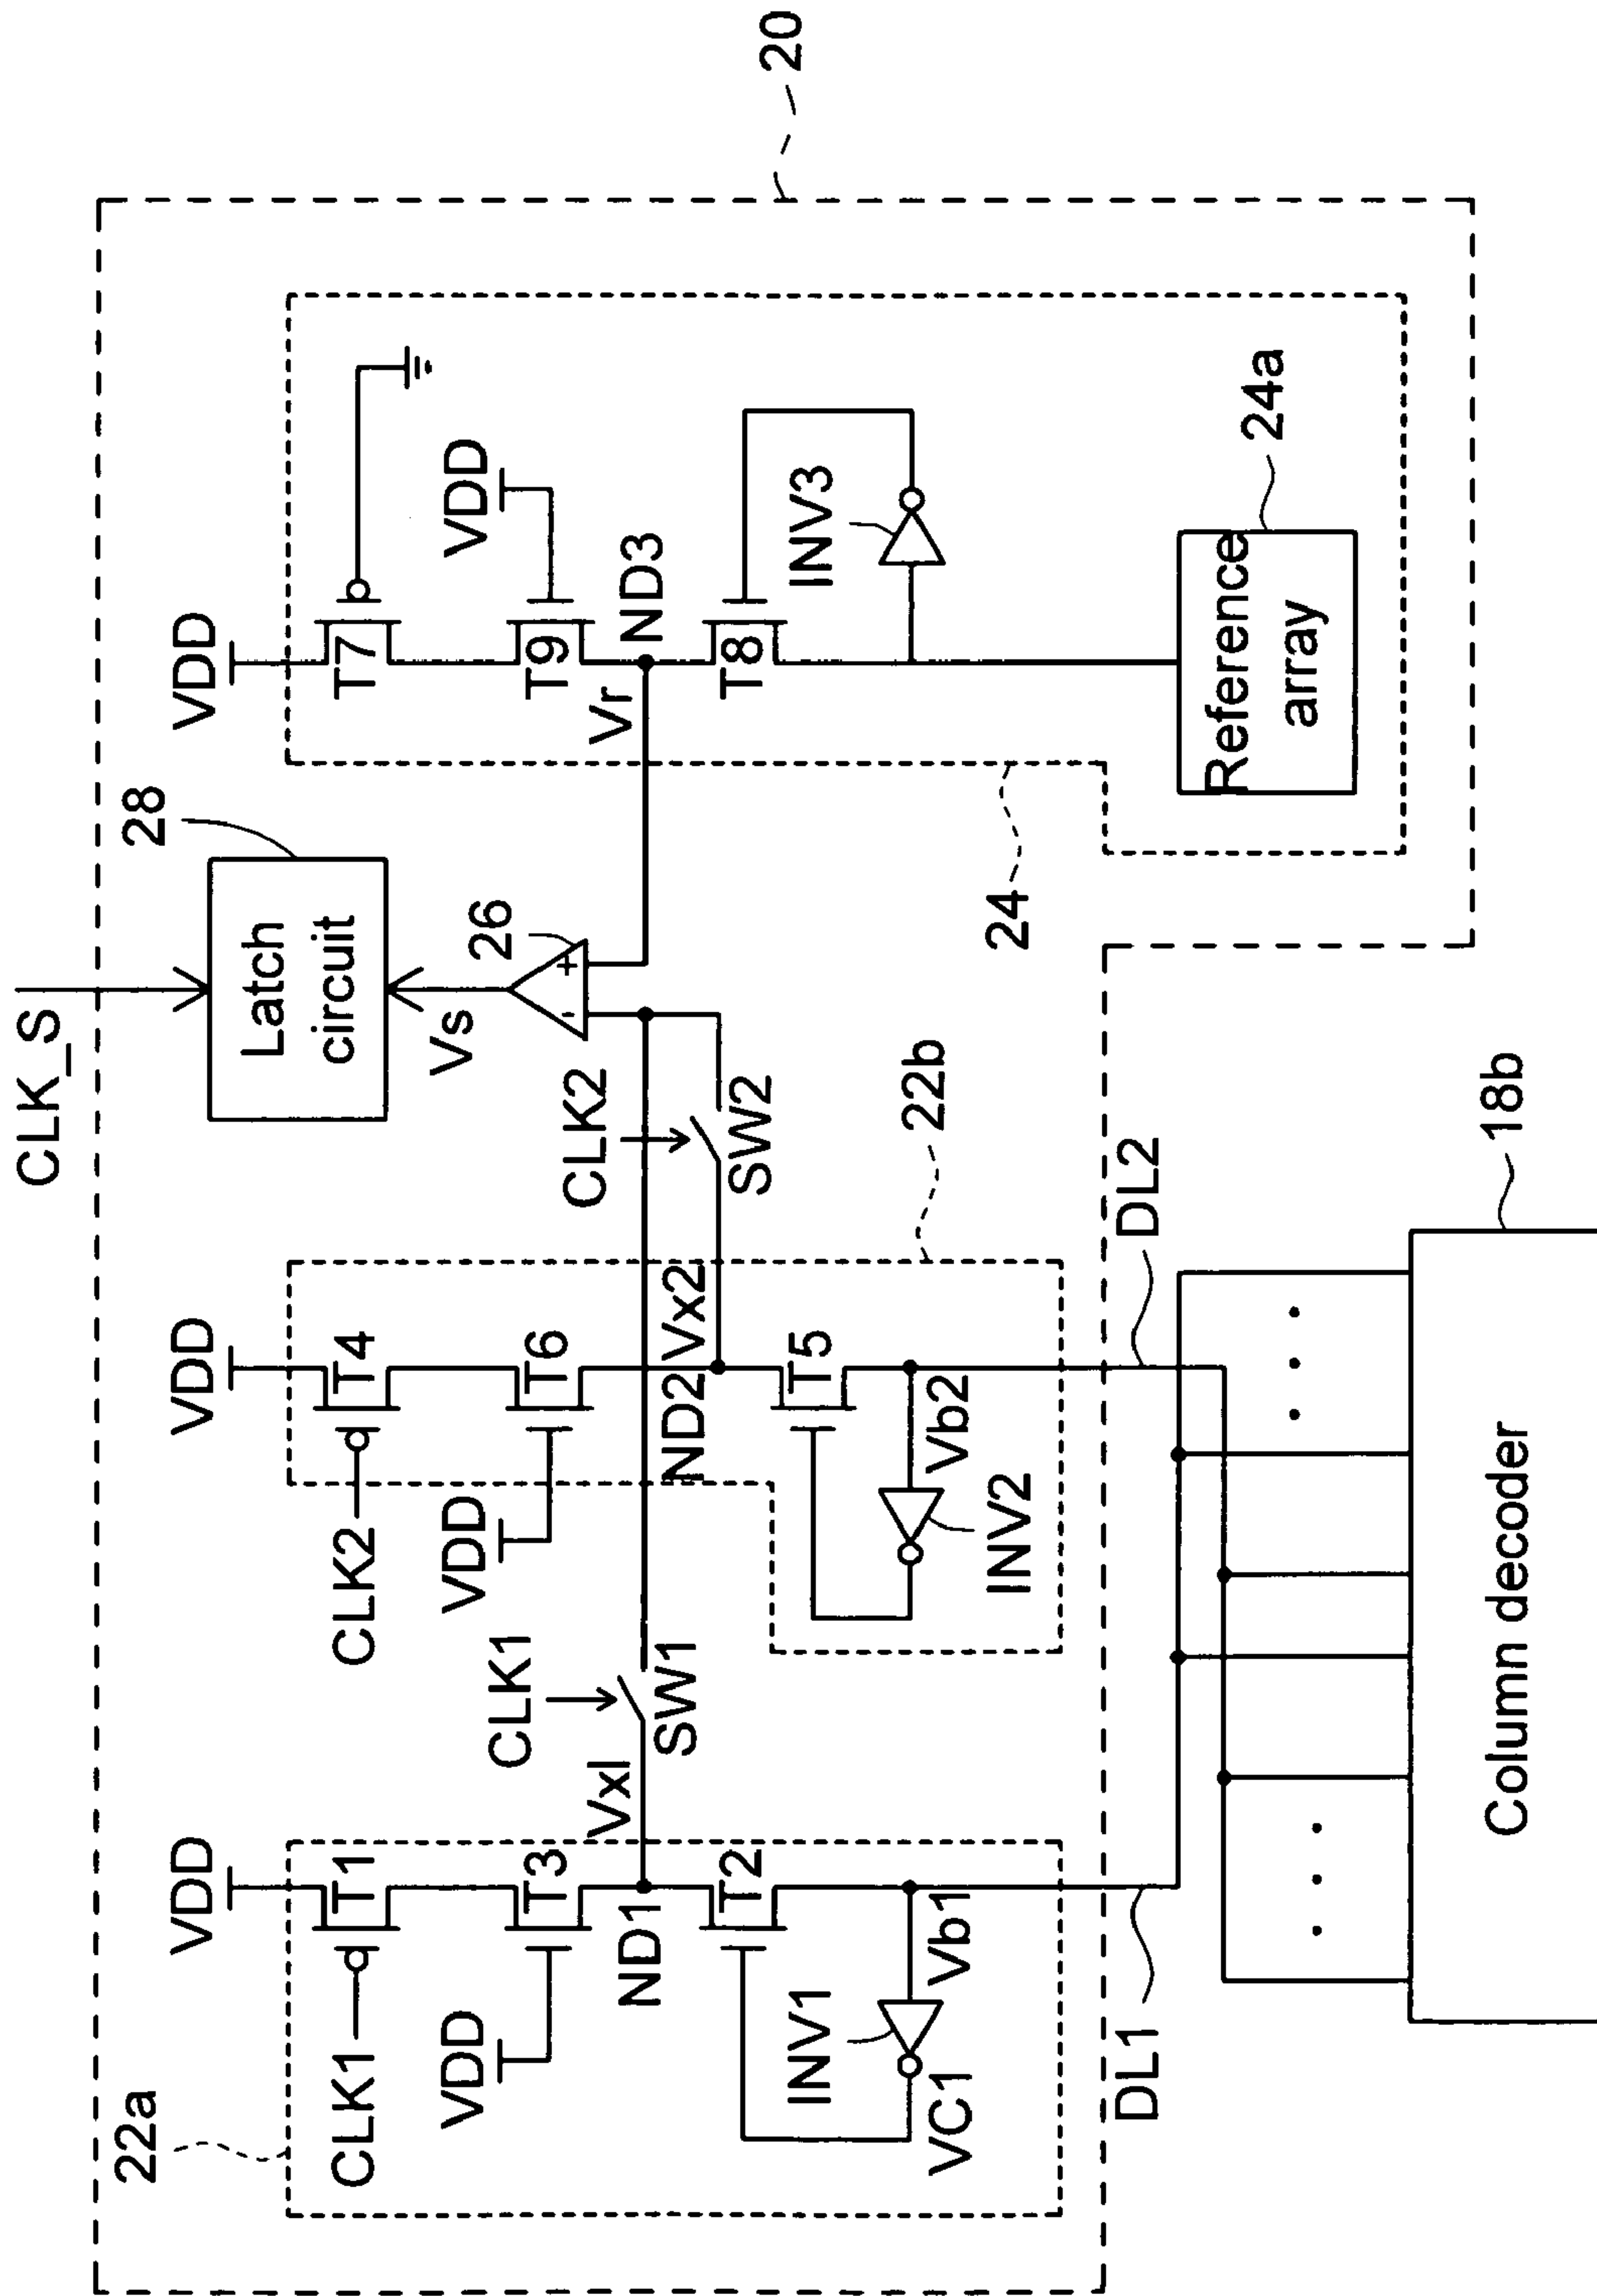 CLK_S
20
28
Latch
circuit
VDD
VDD
VDD
22a
CLK1
T1
CLK2
T4
T7
Vs
26
VDD
T3
VDD
T6
T9
VDD
CLK1
CLK2
Vxl
ND1
SW1
ND2
Vx2
SW2
Vr
ND3
-
+
T2
T5
T8
INV1
VC1
Vb1
INV2
Vb2
INV3
22b
24
DL1
DL2
Reference
array
24a
Column decoder
18b